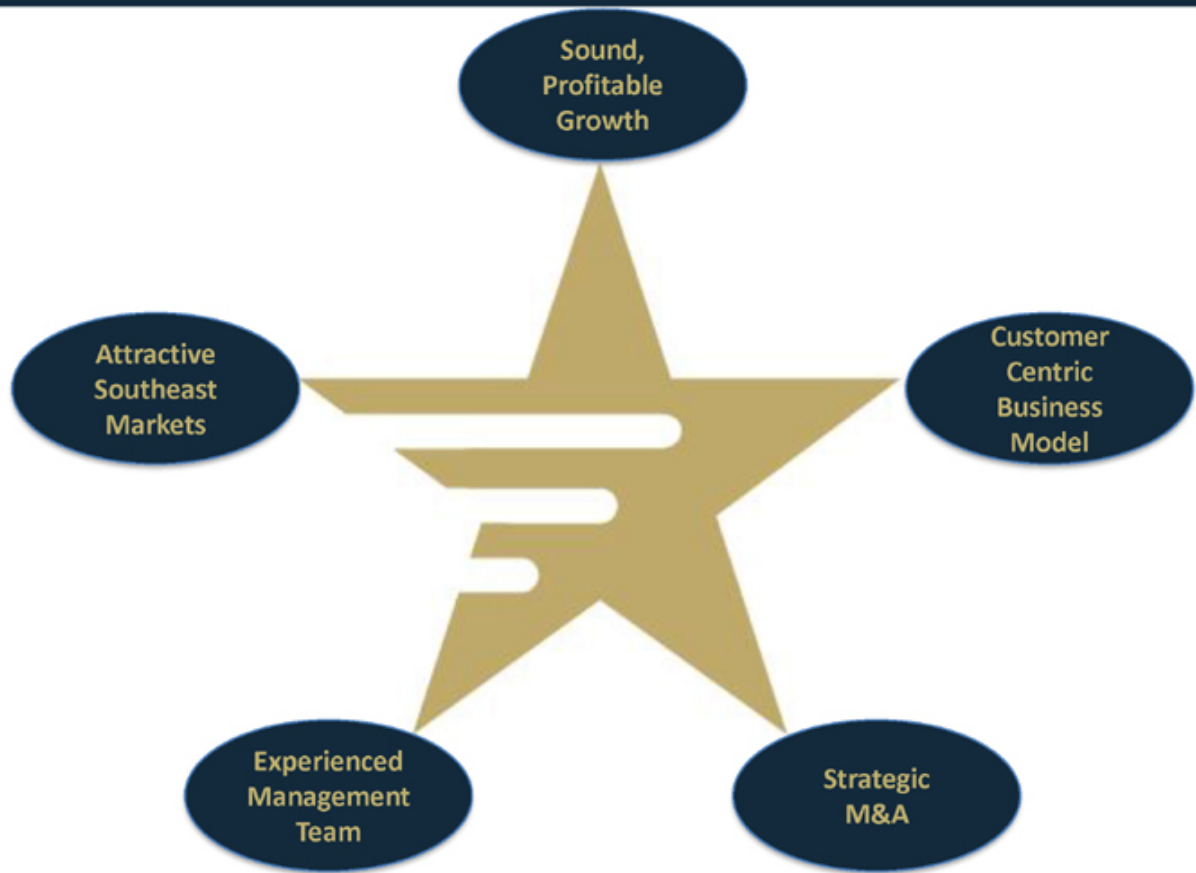 Sound,
Profitable
Growth
Attractive
Southeast
Markets
Customer
Centric
Business
Model
Experienced
Management
Team
Strategic
M&A